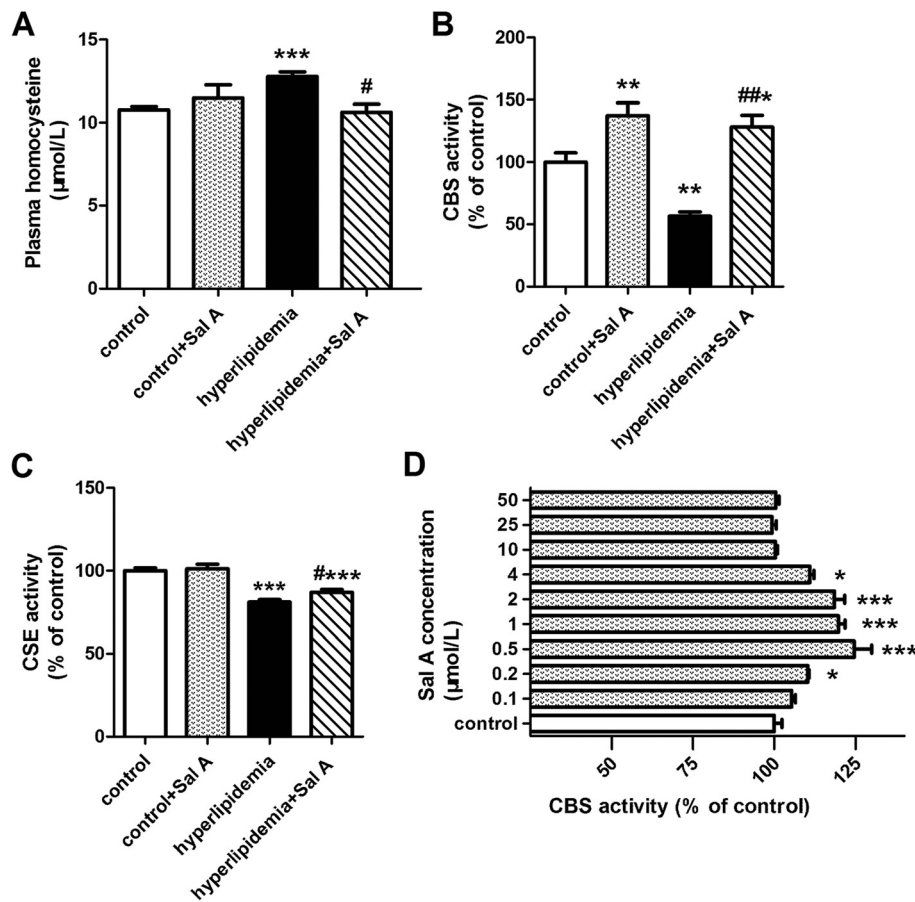 A
Plasma homocysteine
(µmol/L)
15
10
5
0
***
#
control
control+Sal A
hyperlipidemia
hyperlipidemia+Sal A
B
CBS activity
(% of control)
200
150
100
50
0
**
**
##*
control
control+Sal A
hyperlipidemia
hyperlipidemia+Sal A
C
CSE activity
(% of control)
150
100
50
0
***
#***
control
control+Sal A
hyperlipidemia
hyperlipidemia+Sal A
D
Sal A concentration
(µmol/L)
50
25
10
4 *
2 ***
1 ***
0.5 ***
0.2 *
0.1
control
50 75 100 125
CBS activity (% of control)